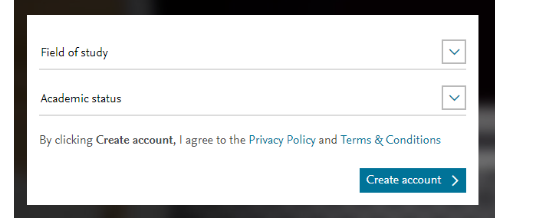 Field of study
Academic status
By clicking Create account, I agree to the Privacy Policy and Terms & Conditions
Create account